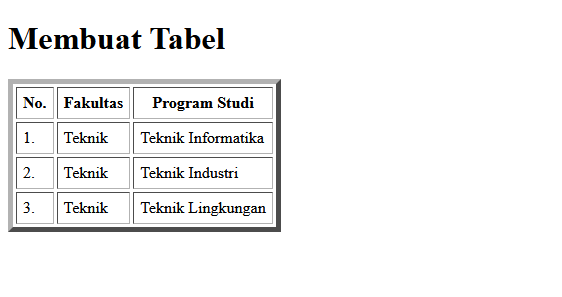 Membuat Tabel
No. Fakultas Program Studi
1. Teknik Teknik Informatika
2. Teknik Teknik Industri
3. Teknik Teknik Lingkungan